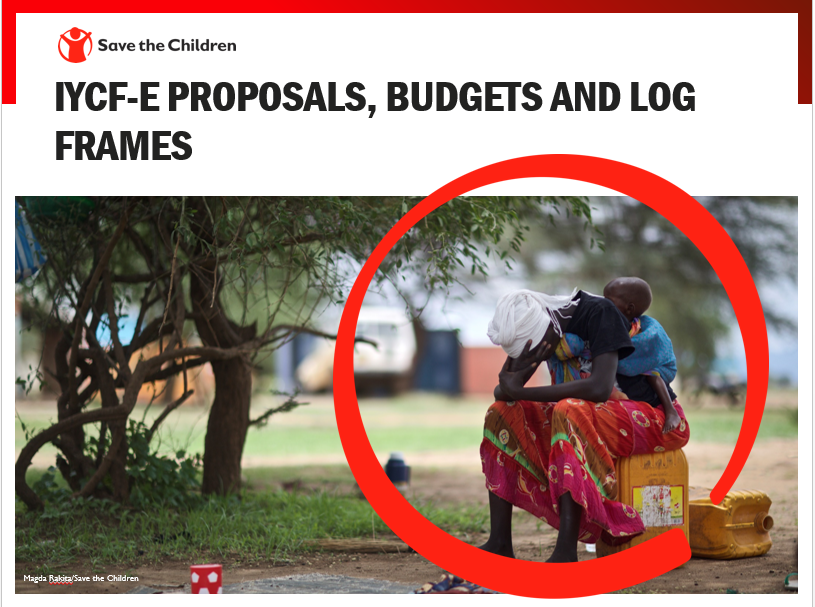 Save the Children
IYCF-E PROPOSALS, BUDGETS AND LOG
FRAMES
Magda Rakita/Save the Children